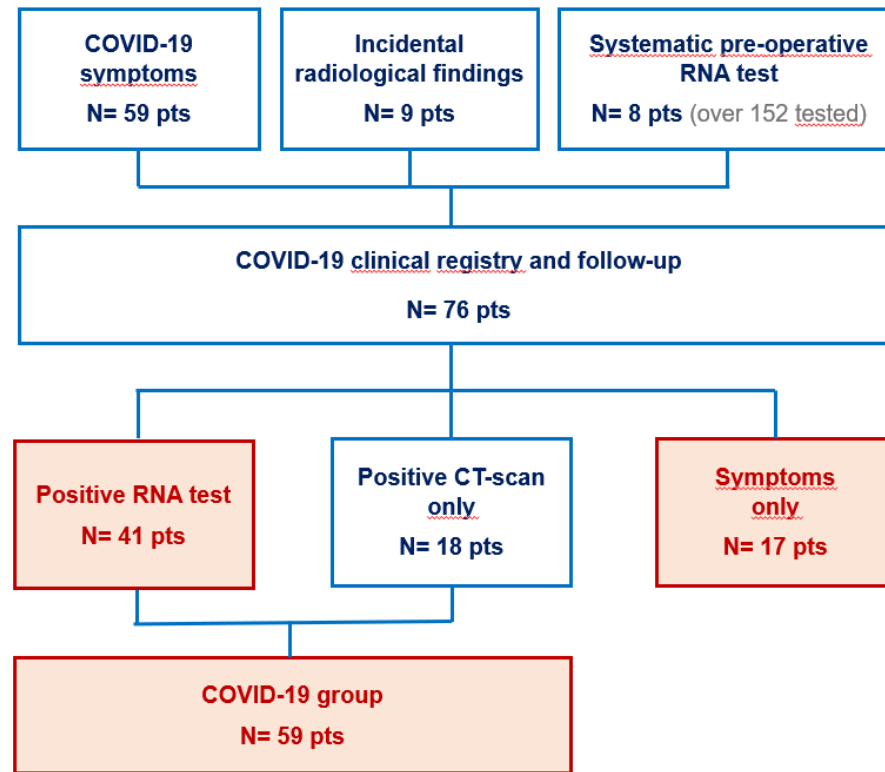 COVID-19
symptoms
N= 59 pts
Incidental
radiological findings
N= 9 pts
Systematic pre-operative
RNA test
N= 8 pts (over 152 tested)
COVID-19 clinical registry and follow-up
N= 76 pts
Positive RNA test
N= 41 pts
Positive CT-scan
only
N= 18 pts
Symptoms
only
N= 17 pts
COVID-19 group
N= 59 pts